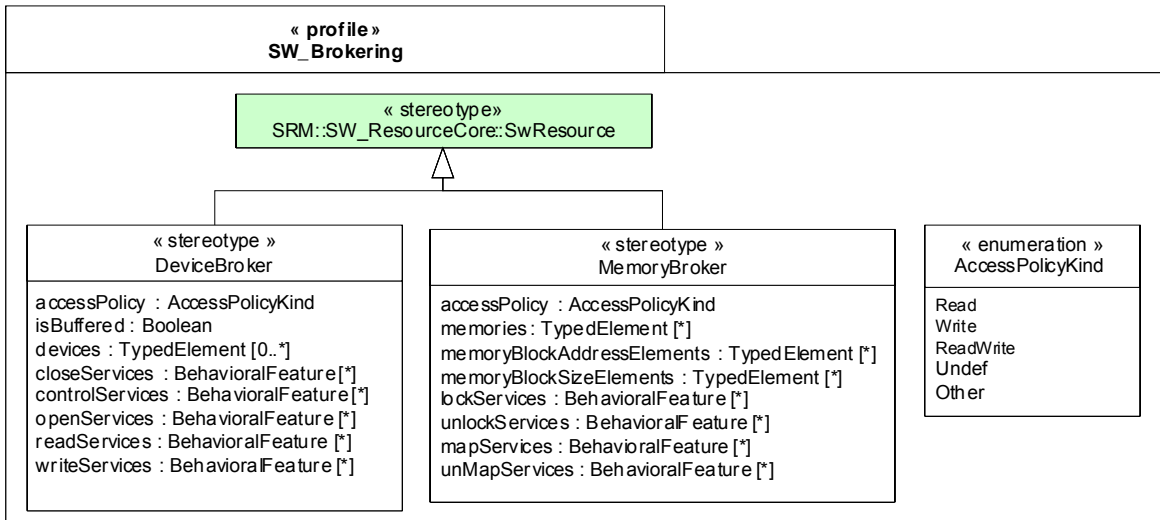 « profile »
SW_Brokering
« stereotype»
SRM::SW_ResourceCore::SwResource
« stereotype »
DeviceBroker
accessPolicy : AccessPolicyKind
isBuffered : Boolean
devices : TypedElement [0..*]
closeServices : BehavioralFeature [*]
controlServices : BehavioralFeature [*]
openServices : BehavioralFeature [*]
readServices : BehavioralFeature [*]
writeServices : BehavioralFeature [*]
« stereotype »
MemoryBroker
accessPolicy : AccessPolicyKind
memories : TypedElement [*]
memoryBlockAddressElements : TypedElement [*]
memoryBlockSizeElements : TypedElement [*]
lockServices : BehavioralFeature [*]
unlockServices : BehavioralFeature [*]
mapServices : BehavioralFeature [*]
unMapServices : BehavioralFeature [*]
« enumeration »
AccessPolicyKind
Read
Write
ReadWrite
Undef
Other